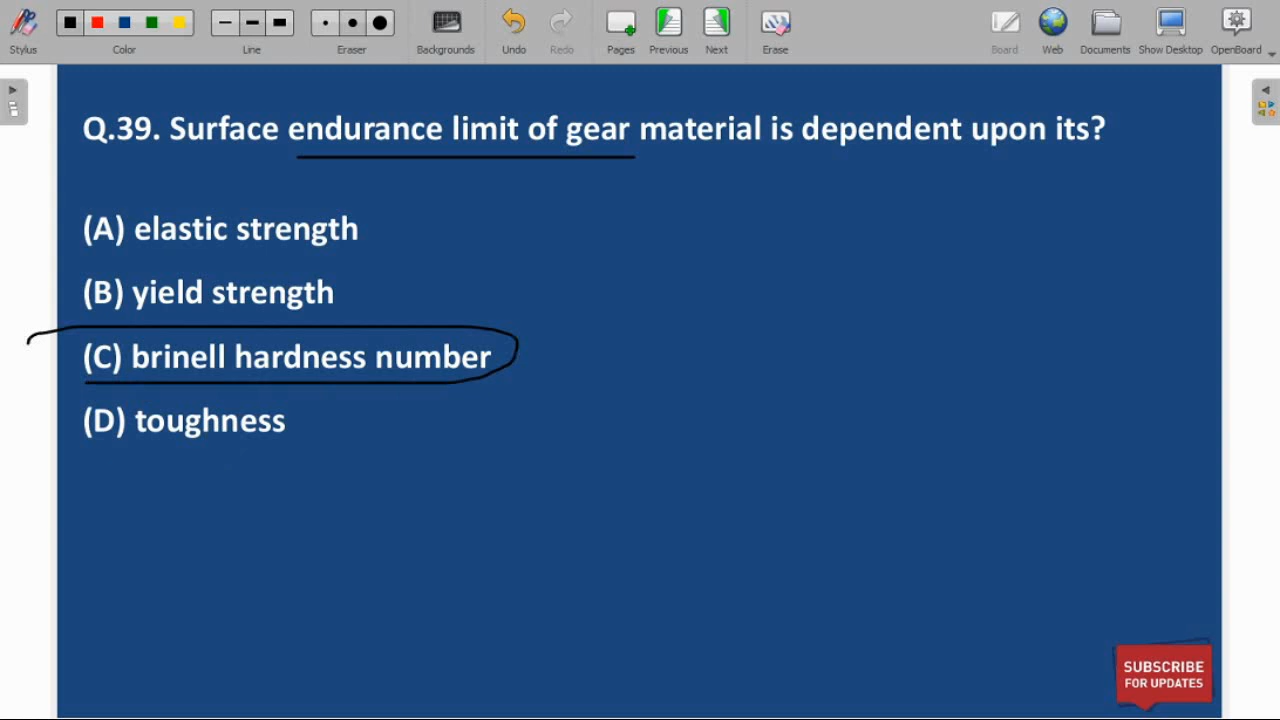 Stylus
Color
Line
Eraser
Backgrounds
Undo
Redo
Pages
Previous
Next
Erase
Board
Web
Documents
Show Desktop
OpenBoard
Q.39. Surface endurance limit of gear material is dependent upon its?
(A) elastic strength
(B) yield strength
(C) brinell hardness number
(D) toughness
SUBSCRIBE
FOR UPDATES